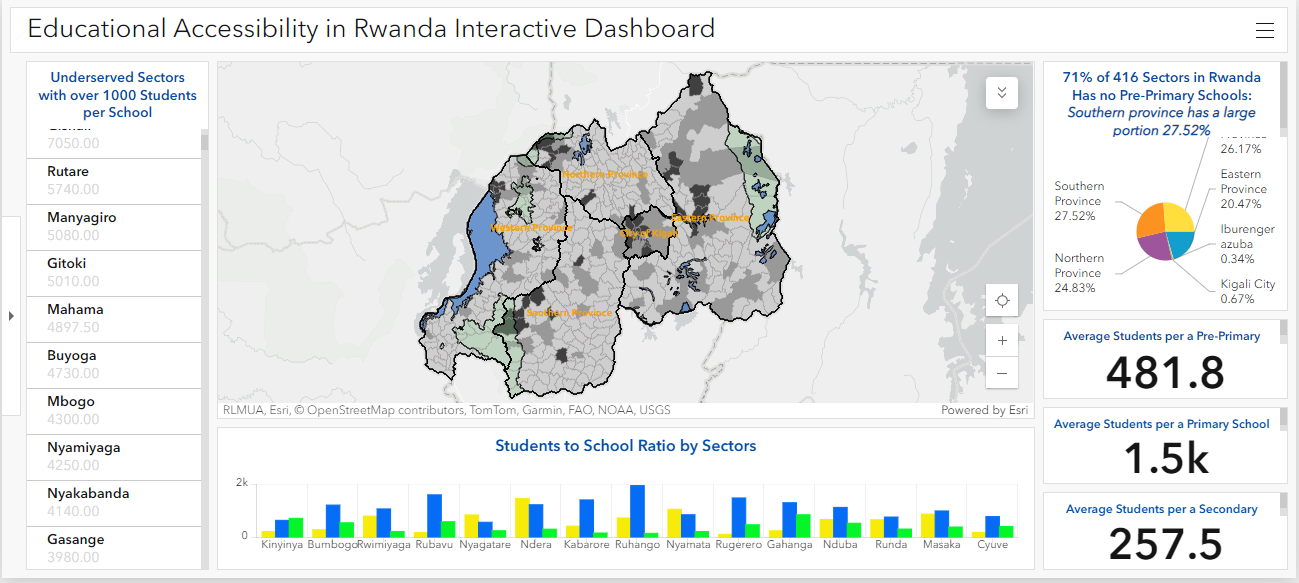 Educational Accessibility in Rwanda Interactive Dashboard
Underserved Sectors
with over 1000 Students
per School
7050.00
Rutare
5740.00
Manyagiro
5080.00
Gitoki
5010.00
Mahama
4897.50
Buyoga
4730.00
Mbogo
4300.00
Nyamiyaga
4250.00
Nyakabanda
4140.00
Gasange
3980.00
Northern Province
Western Province
Eastern Province
City of Kigali
Southern Province
RLMUA, Esri, © OpenStreetMap contributors, TomTom, Garmin, FAO, NOAA, USGS
Powered by Esri
Students to School Ratio by Sectors
2k
0
Kinyinya
Bumbogo
Rwimiyaga
Rubavu
Nyagatare
Ndera
Kabarore
Ruhango
Nyamata
Rugerero
Gahanga
Nduba
Runda
Masaka
Cyuve
71% of 416 Sectors in Rwanda
Has no Pre-Primary Schools:
Southern province has a large
portion 27.52%
26.17%
Eastern
Province
20.47%
Iburenger
azuba
0.34%
Kigali City
0.67%
Southern
Province
27.52%
Northern
Province
24.83%
Average Students per a Pre-Primary
481.8
Average Students per a Primary School
1.5k
Average Students per a Secondary
257.5